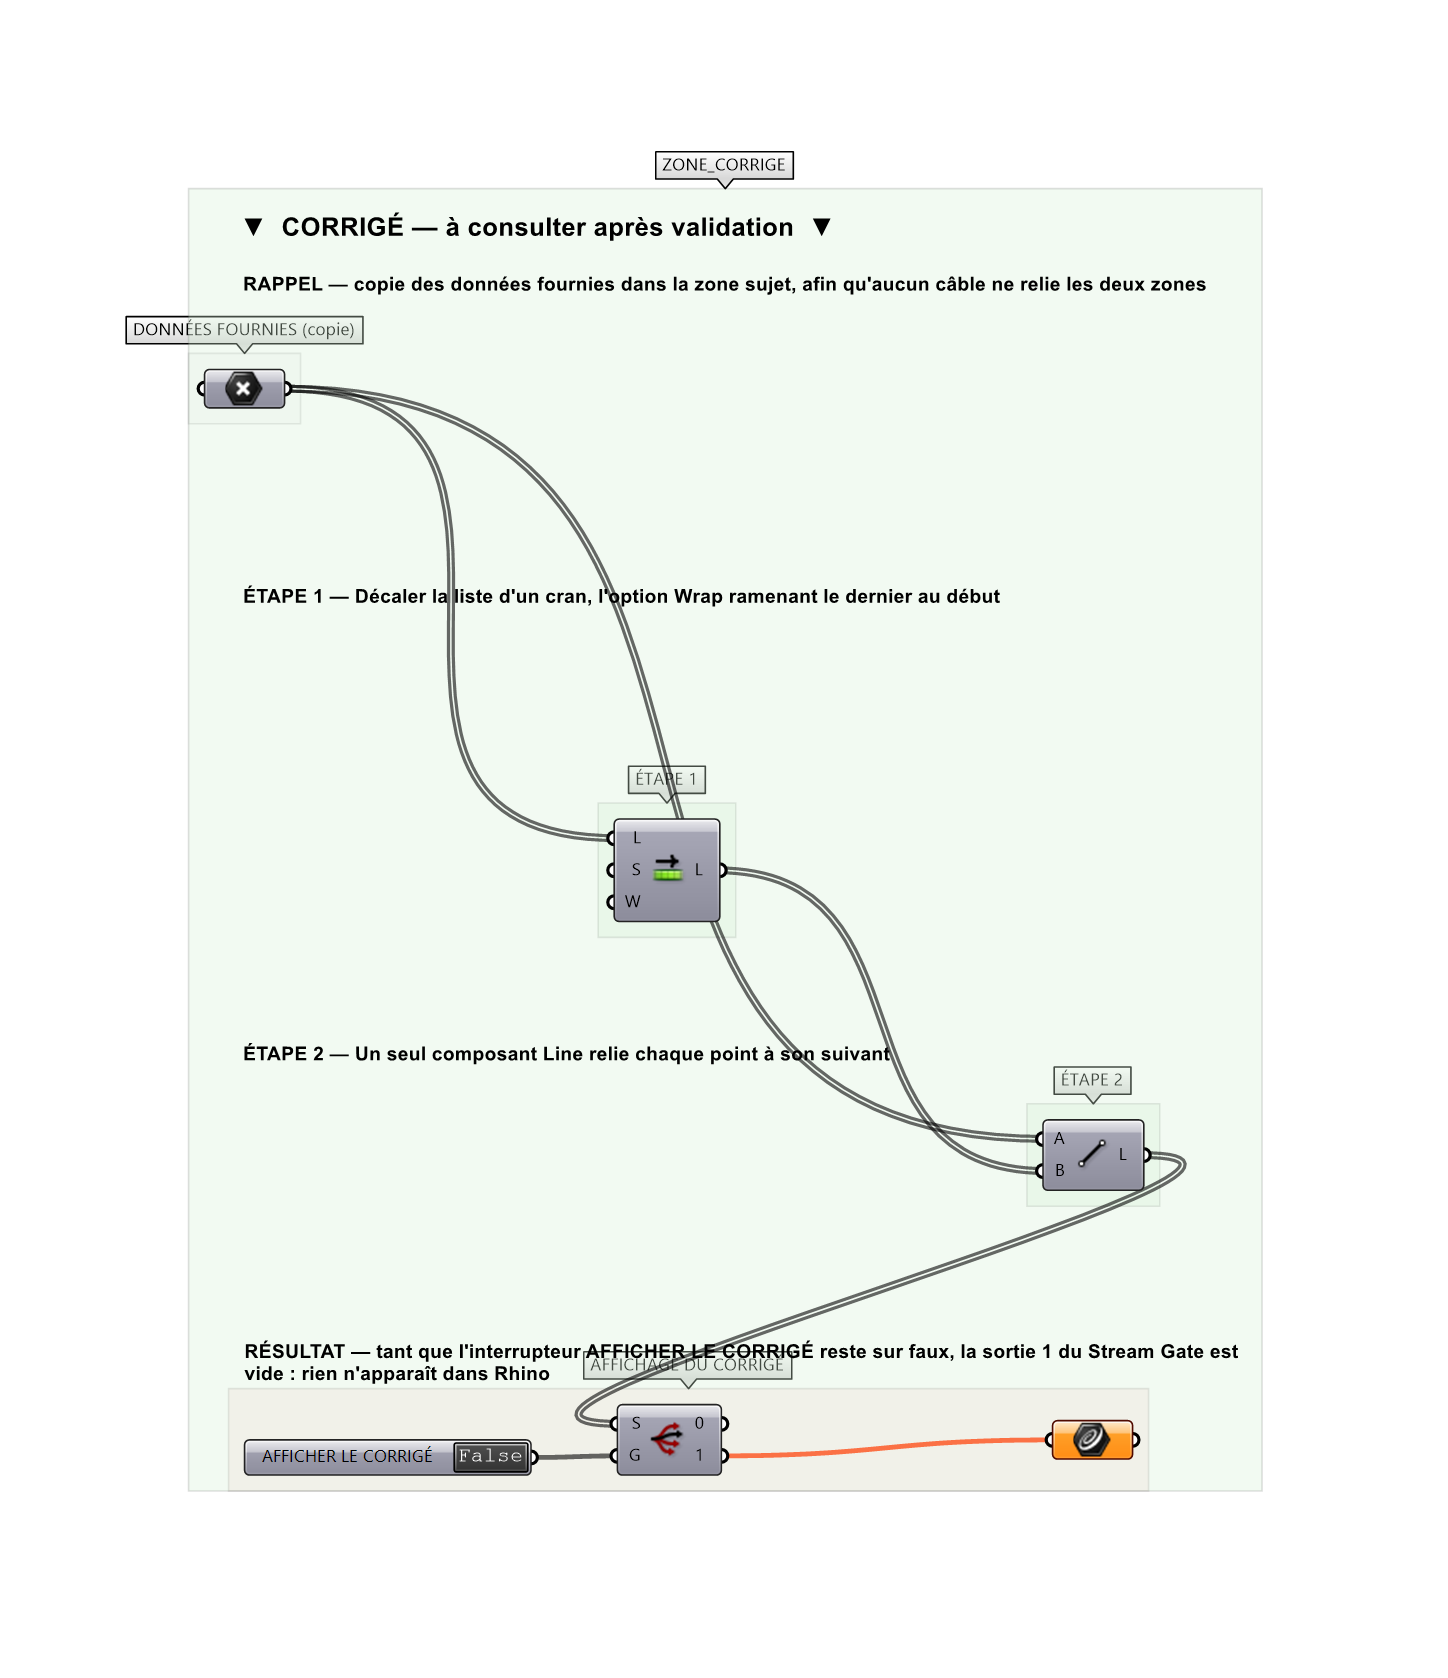 ZONE_CORRIGE
▼ CORRIGÉ — à consulter après validation ▼
RAPPEL — copie des données fournies dans la zone sujet, afin qu'aucun câble ne relie les deux zones
DONNÉES FOURNIES (copie)
ÉTAPE 1 — Décaler la liste d'un cran, l'option Wrap ramenant le dernier au début
ÉTAPE 1
L
S L
W
ÉTAPE 2 — Un seul composant Line relie chaque point à son suivant
ÉTAPE 2
A
L
B
RÉSULTAT — tant que l'interrupteur AFFICHER LE CORRIGÉ reste sur faux, la sortie 1 du Stream Gate est
vide : rien n'apparaît dans Rhino
AFFICHAGE DU CORRIGÉ
S 0
AFFICHER LE CORRIGÉ False
G 1